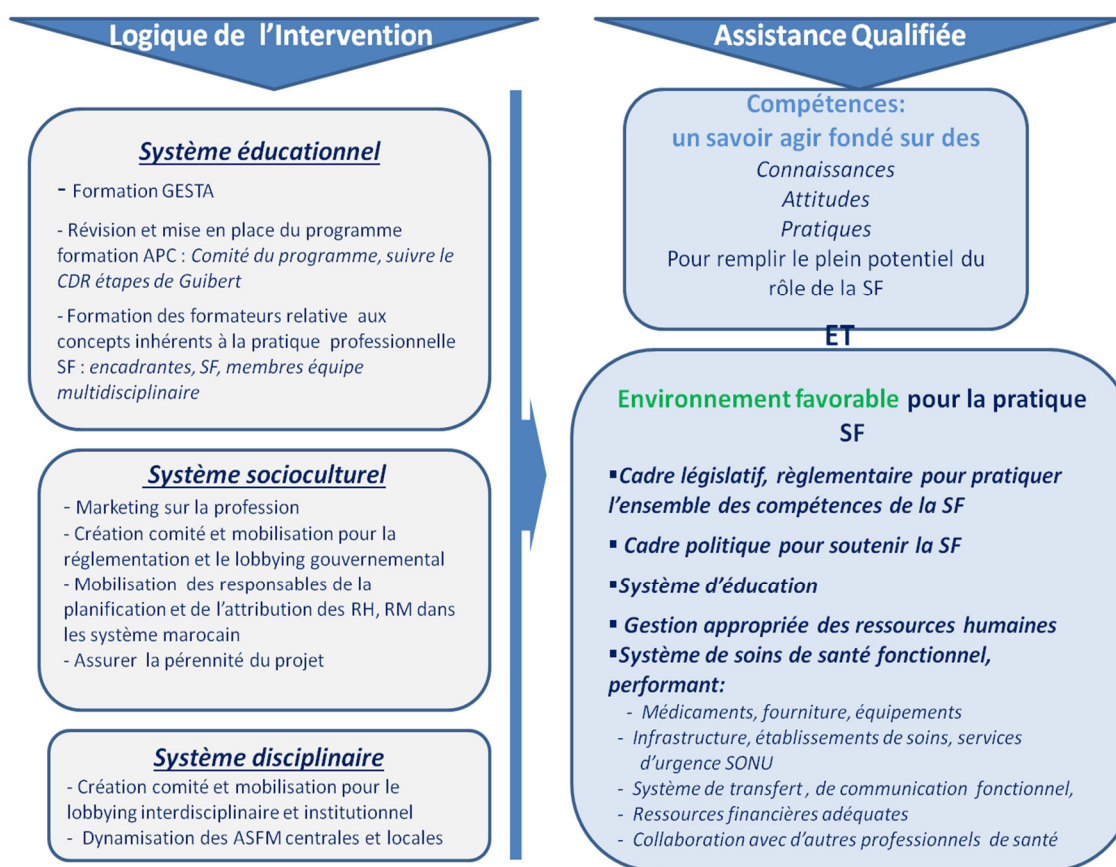 Logique de l'Intervention
Système éducationnel
- Formation GESTA
- Révision et mise en place du programme
formation APC : Comité du programme, suivre le
CDR étapes de Guibert
- Formation des formateurs relative aux
concepts inhérents à la pratique professionnelle
SF : encadrantes, SF, membres équipe
multidisciplinaire
Système socioculturel
- Marketing sur la profession
- Création comité et mobilisation pour la
réglementation et le lobbying gouvernemental
- Mobilisation des responsables de la
planification et de l'attribution des RH, RM dans
les système marocain
- Assurer la pérennité du projet
Système disciplinaire
- Création comité et mobilisation pour le
lobbying interdisciplinaire et institutionnel
- Dynamisation des ASFM centrales et locales
Assistance Qualifiée
Compétences:
un savoir agir fondé sur des
Connaissances
Attitudes
Pratiques
Pour remplir le plein potentiel du
rôle de la SF
ET
Environnement favorable pour la pratique
SF
▪Cadre législatif, règlementaire pour pratiquer
l'ensemble des compétences de la SF
▪ Cadre politique pour soutenir la SF
▪Système d'éducation
▪ Gestion appropriée des ressources humaines
▪Système de soins de santé fonctionnel,
performant:
- Médicaments, fourniture, équipements
- Infrastructure, établissements de soins, services
d'urgence SONU
- Système de transfert , de communication fonctionnel,
- Ressources financières adéquates
- Collaboration avec d'autres professionnels de santé